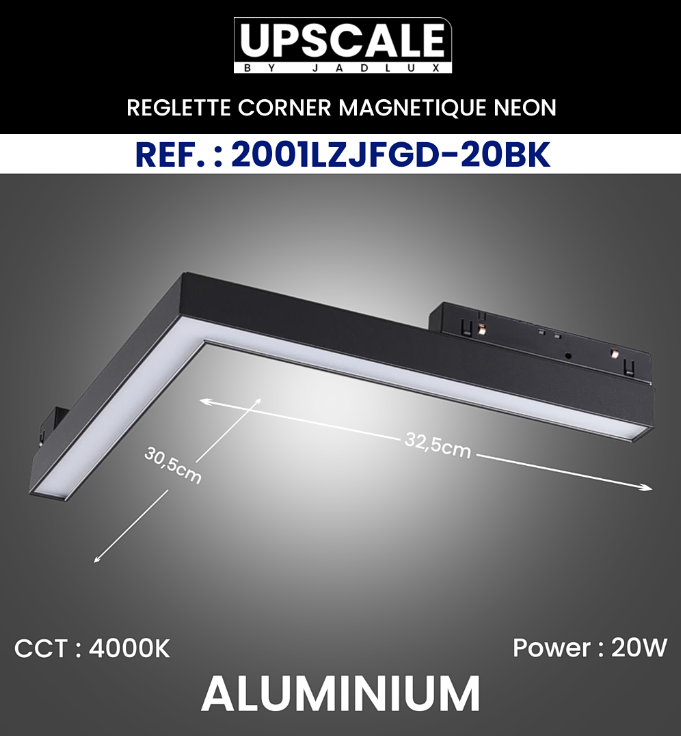 UPSCALE
BY JADLUX
REGLETTE CORNER MAGNETIQUE NEON
REF. : 2001LZJFGD-20BK
32,5cm
30,5cm
CCT : 4000K
Power : 20W
ALUMINIUM